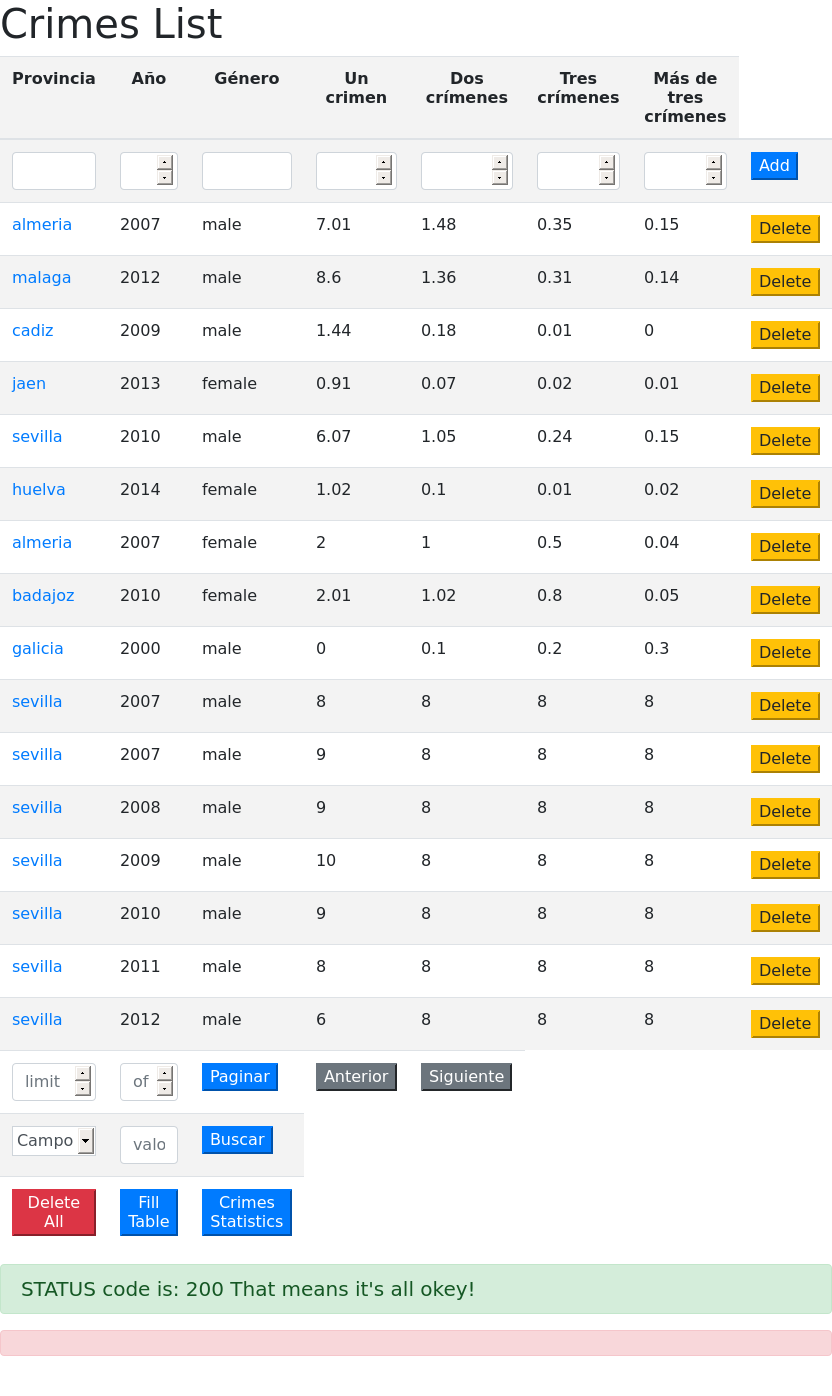 Crimes List
Provincia Año Género Un crimen Dos crímenes Tres crímenes Más de tres crímenes
Add
almeria 2007 male 7.01 1.48 0.35 0.15 Delete
malaga 2012 male 8.6 1.36 0.31 0.14 Delete
cadiz 2009 male 1.44 0.18 0.01 0 Delete
jaen 2013 female 0.91 0.07 0.02 0.01 Delete
sevilla 2010 male 6.07 1.05 0.24 0.15 Delete
huelva 2014 female 1.02 0.1 0.01 0.02 Delete
almeria 2007 female 2 1 0.5 0.04 Delete
badajoz 2010 female 2.01 1.02 0.8 0.05 Delete
galicia 2000 male 0 0.1 0.2 0.3 Delete
sevilla 2007 male 8 8 8 8 Delete
sevilla 2007 male 9 8 8 8 Delete
sevilla 2008 male 9 8 8 8 Delete
sevilla 2009 male 10 8 8 8 Delete
sevilla 2010 male 9 8 8 8 Delete
sevilla 2011 male 8 8 8 8 Delete
sevilla 2012 male 6 8 8 8 Delete
limit of Paginar Anterior Siguiente
Campo valo Buscar
Delete All Fill Table Crimes Statistics
STATUS code is: 200 That means it's all okey!